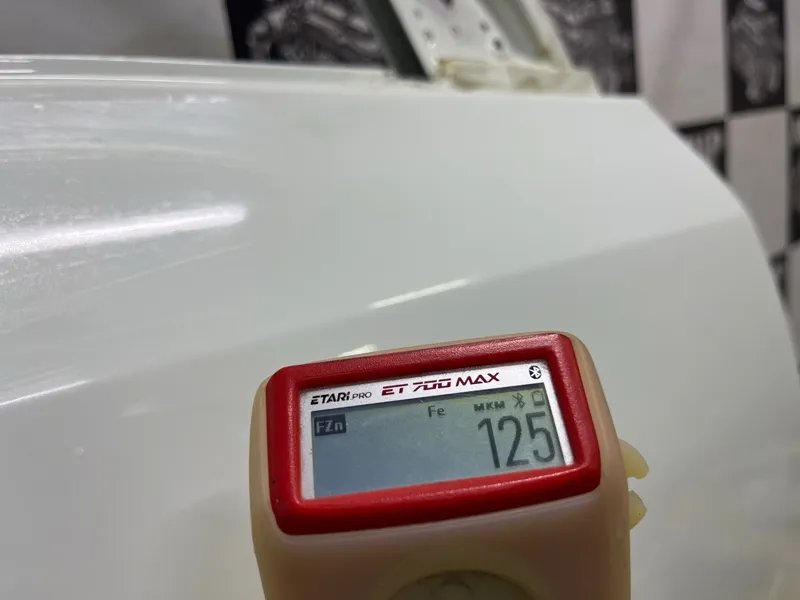 ETARI.PRO ET 700 MAX
Fe МКМ
FZn
125